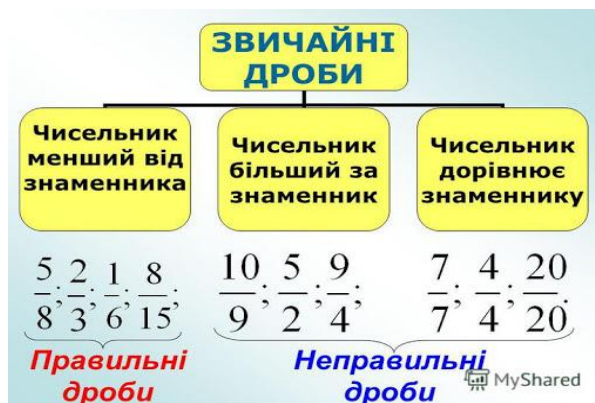 ЗВИЧАЙНІ
ДРОБИ
Чисельник
менший від
знаменника
Чисельник
більший за
знаменник
Чисельник
дорівнює
знаменнику
5/8; 2/3; 1/6; 8/15;
10/9; 5/2; 9/4;
7/7; 4/4; 20/20.
Правильні
дроби
Неправильні
дроби
MyShared